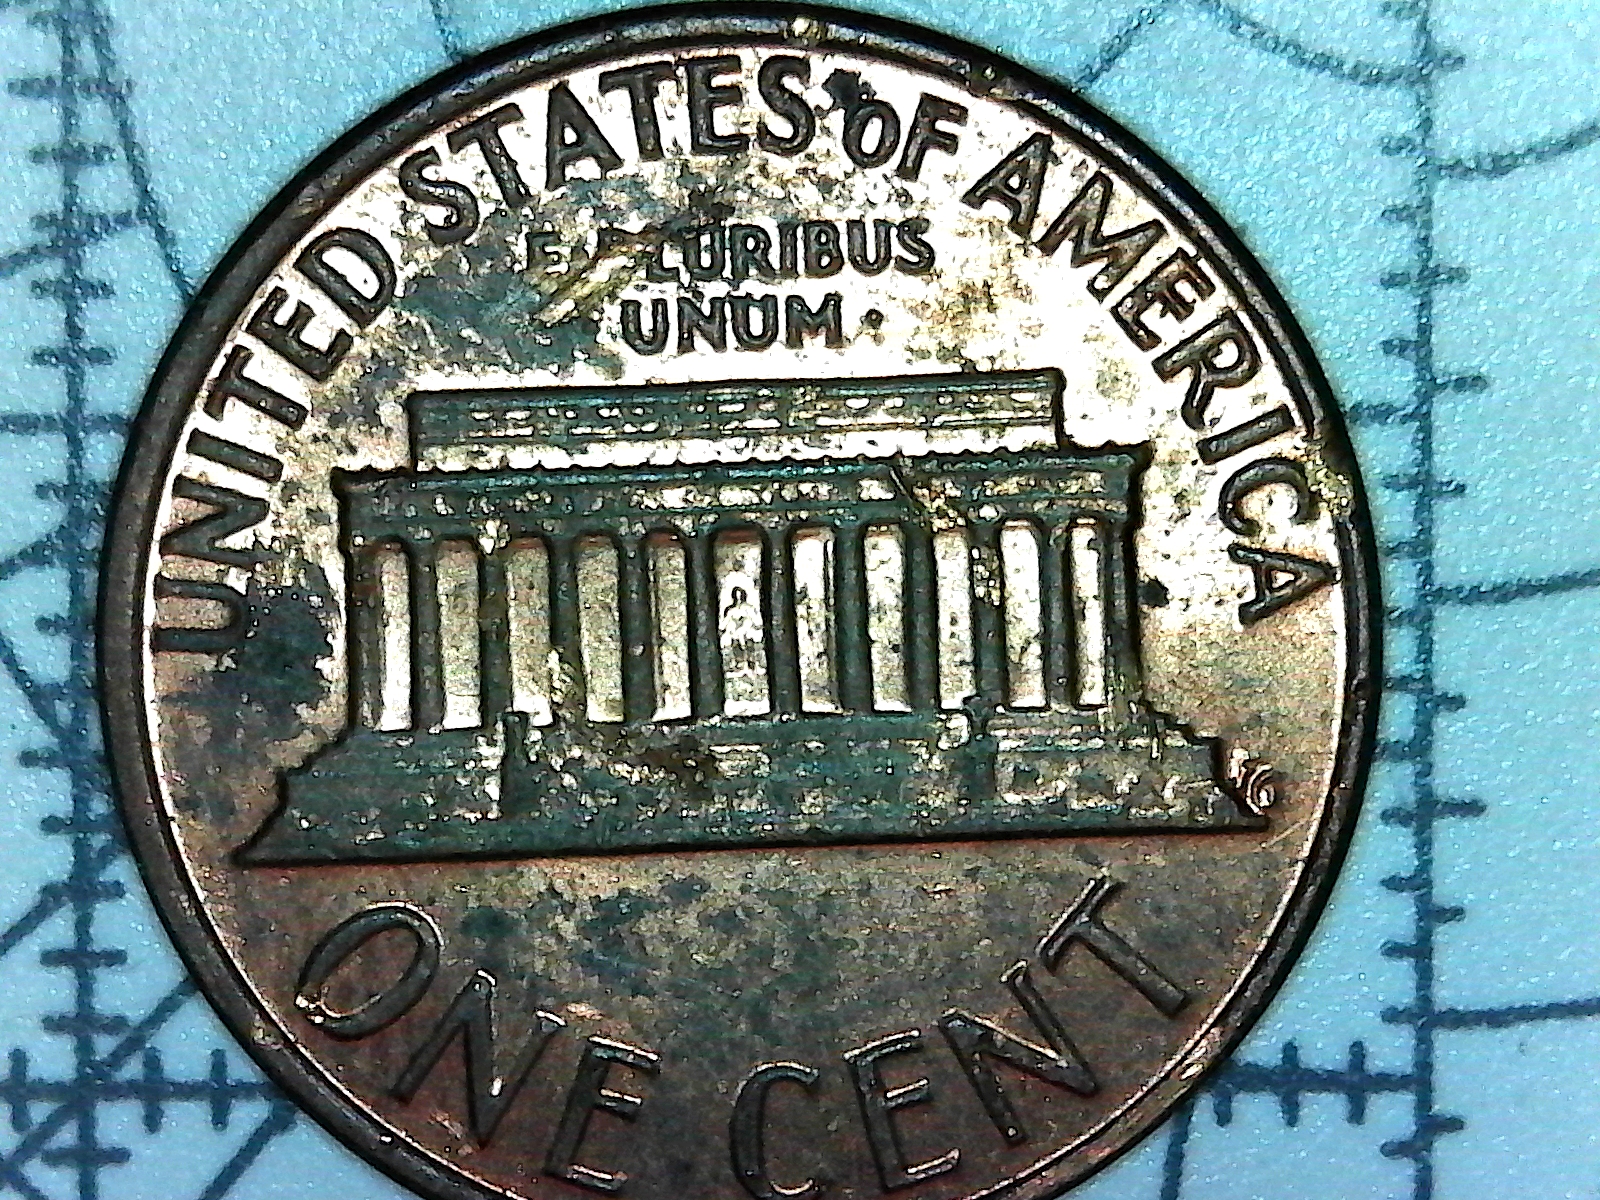 UNITED STATES OF AMERICA
E PLURIBUS
UNUM
FG
ONE CENT